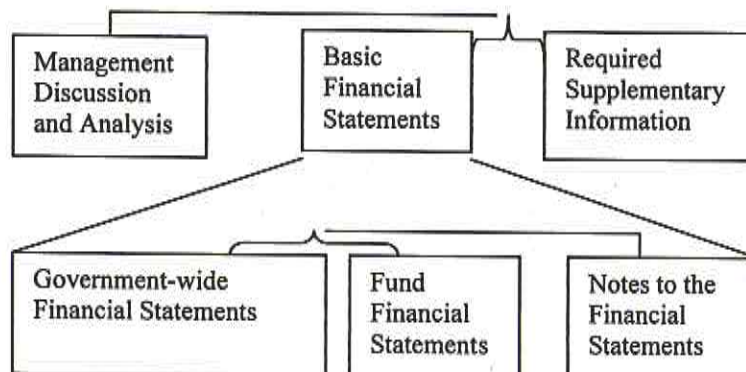 Management
Discussion
and Analysis
Basic
Financial
Statements
Required
Supplementary
Information
Government-wide
Financial Statements
Fund
Financial
Statements
Notes to the
Financial
Statements